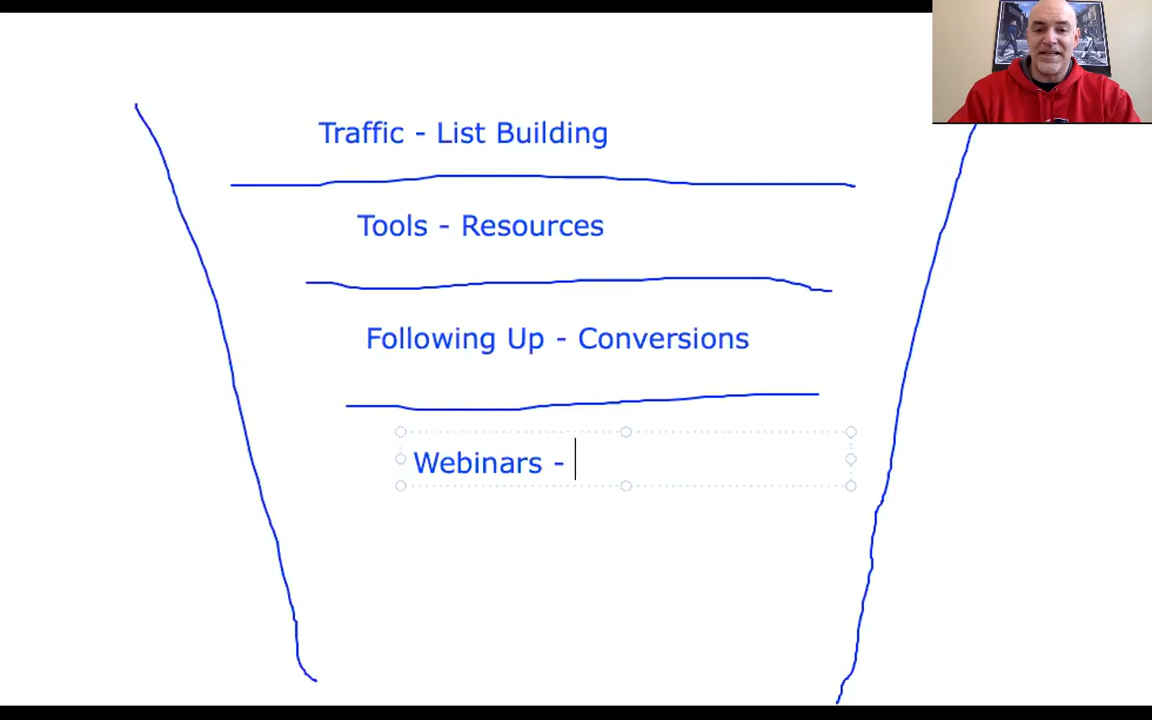 Traffic - List Building
Tools - Resources
Following Up - Conversions
Webinars -